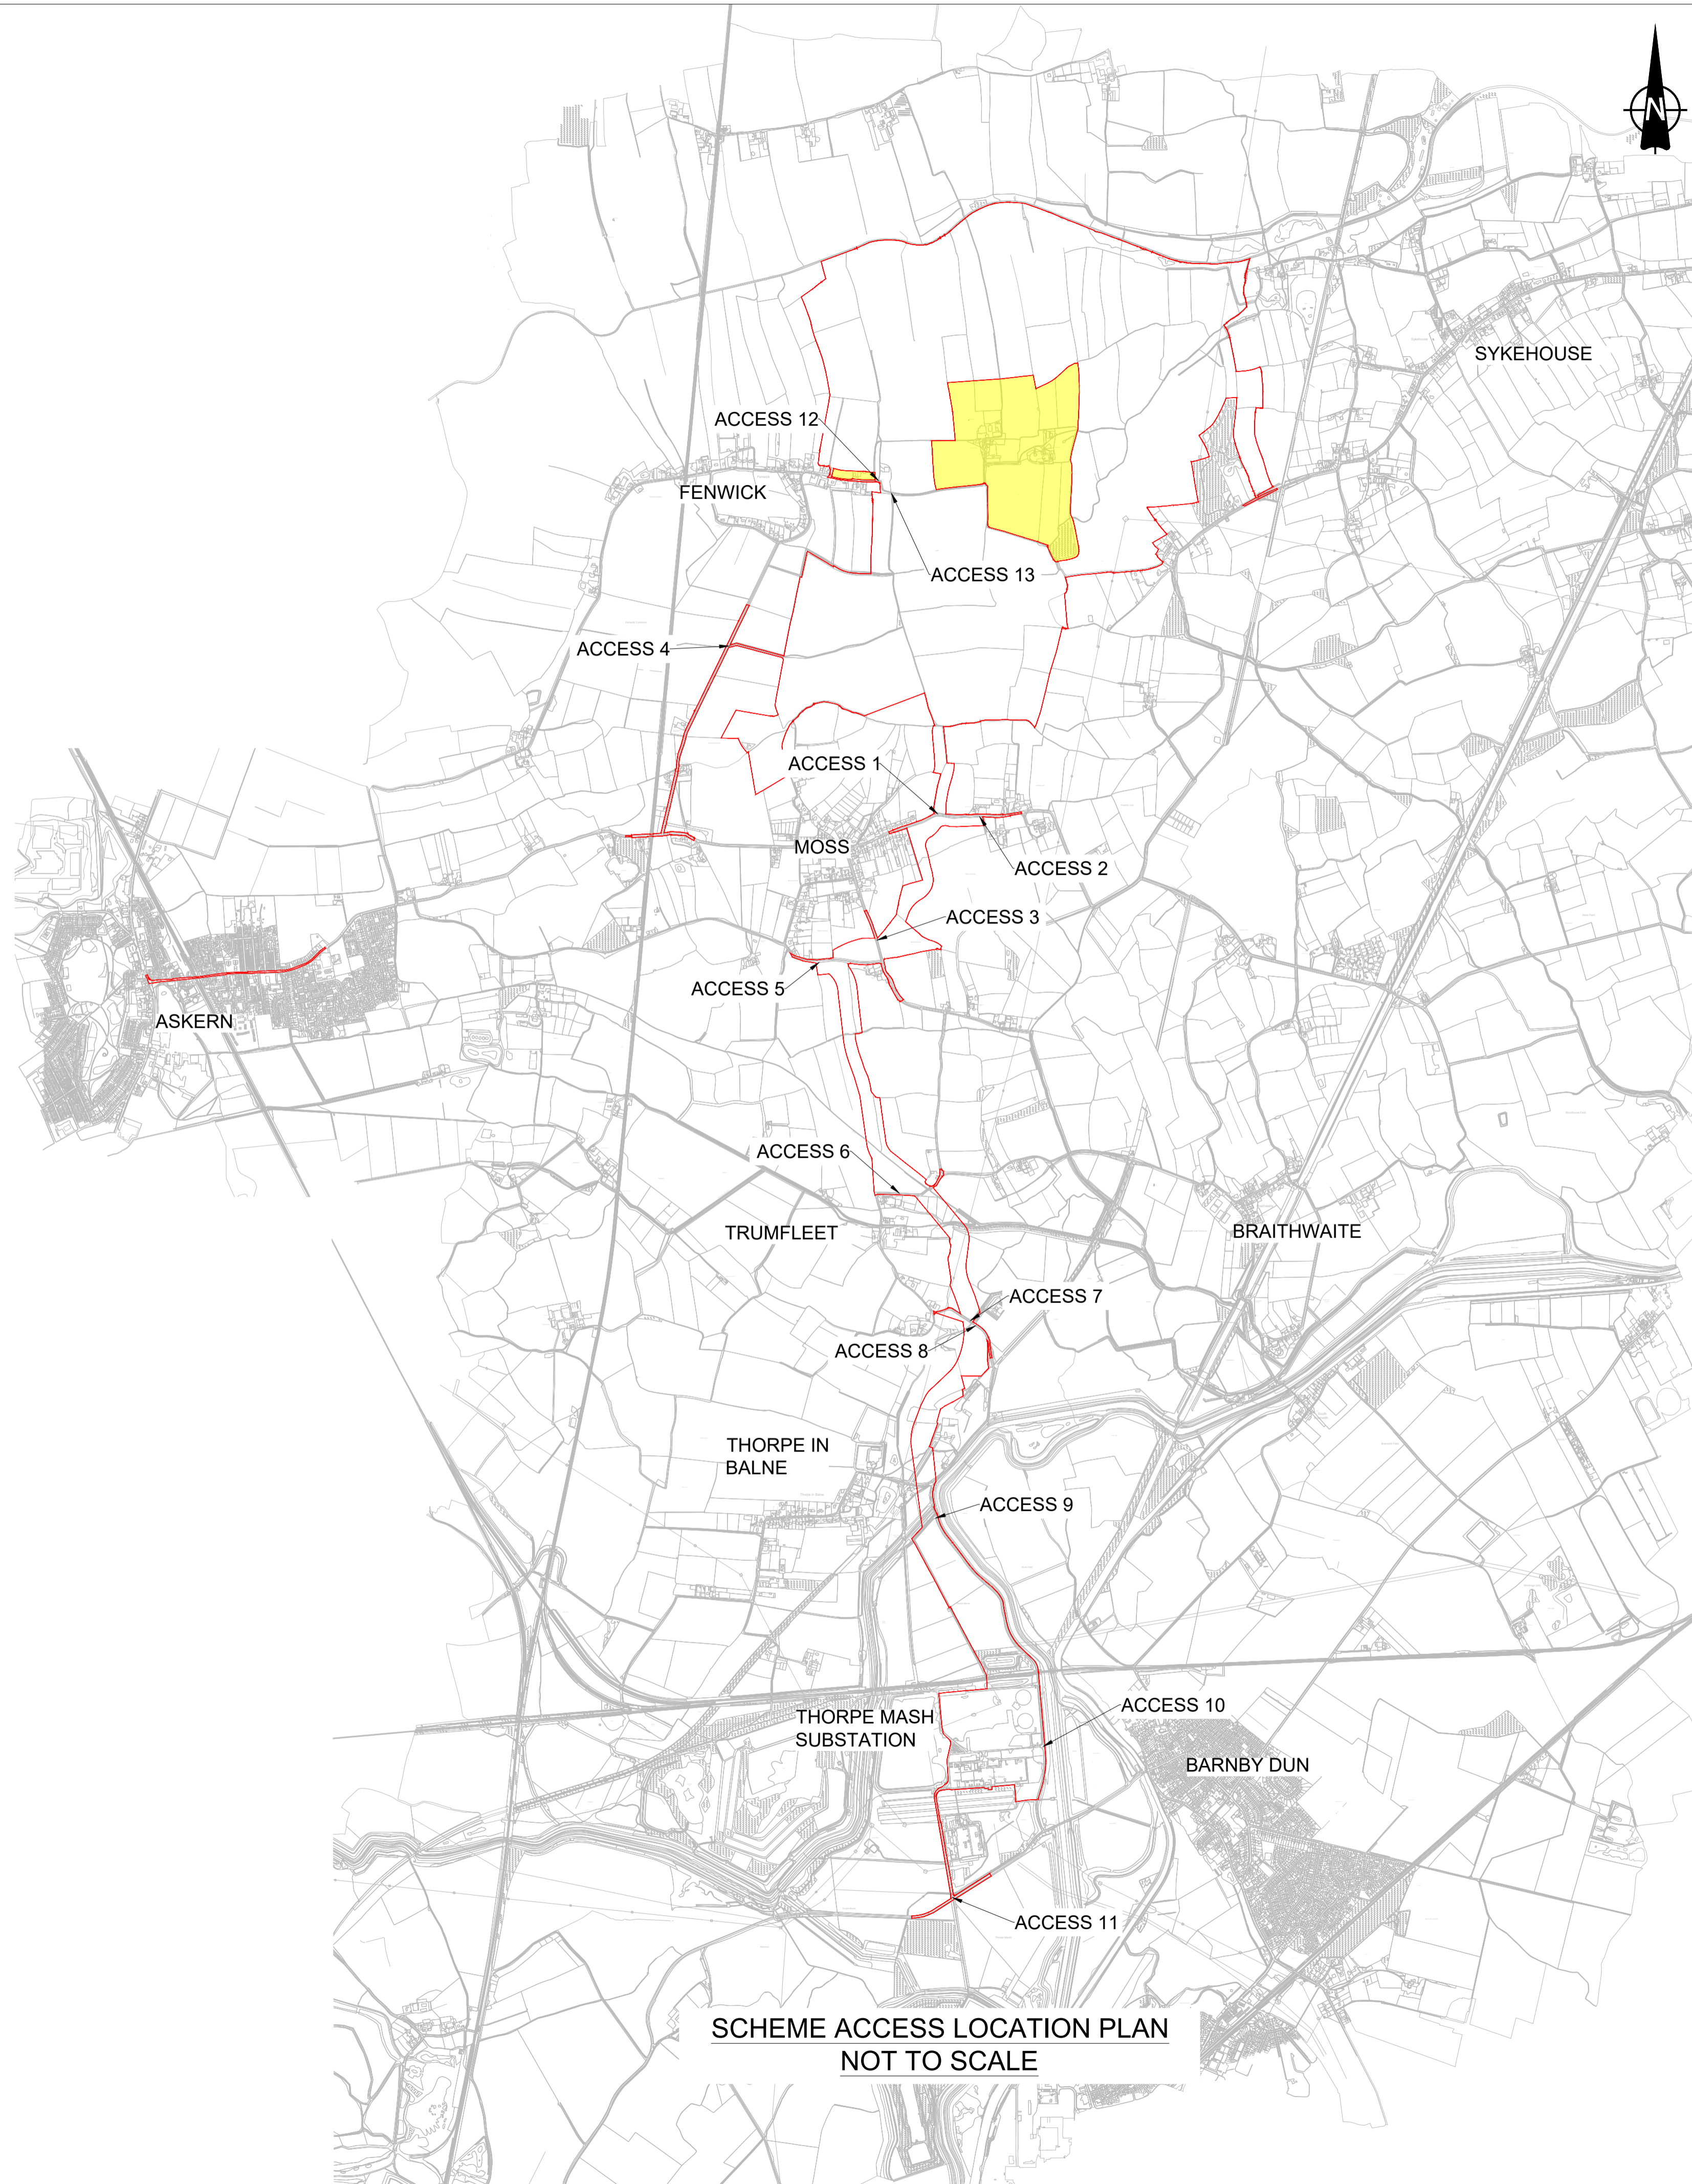 N
SYKEHOUSE
ACCESS 12
FENWICK
ACCESS 13
ACCESS 4
ACCESS 1
MOSS
ACCESS 2
ACCESS 3
ACCESS 5
ASKERN
ACCESS 6
TRUMFLEET
BRAITHWAITE
ACCESS 7
ACCESS 8
THORPE IN
BALNE
ACCESS 9
ACCESS 10
THORPE MASH
SUBSTATION
BARNBY DUN
ACCESS 11
SCHEME ACCESS LOCATION PLAN
NOT TO SCALE